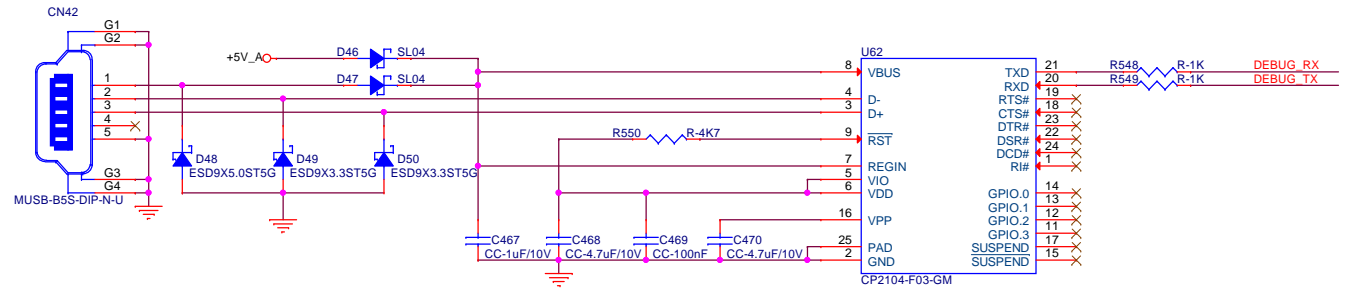 CN42
G1
G2
1
2
3
4
5
G3
G4
MUSB-B5S-DIP-N-U
+5V_A
D46
SL04
D47
SL04
D48
ESD9X5.0ST5G
D49
ESD9X3.3ST5G
D50
ESD9X3.3ST5G
R550
R-4K7
C467
CC-1uF/10V
C468
CC-4.7uF/10V
C469
CC-100nF
C470
CC-4.7uF/10V
U62
8
VBUS
4
D-
3
D+
9
RST
7
REGIN
5
VIO
6
VDD
16
VPP
25
PAD
2
GND
TXD
21
RXD
20
RTS#
19
CTS#
18
DTR#
23
DSR#
22
DCD#
24
RI#
1
GPIO.0
14
GPIO.1
13
GPIO.2
12
GPIO.3
11
SUSPEND
17
SUSPEND
15
CP2104-F03-GM
R548
R-1K
DEBUG_RX
R549
R-1K
DEBUG_TX